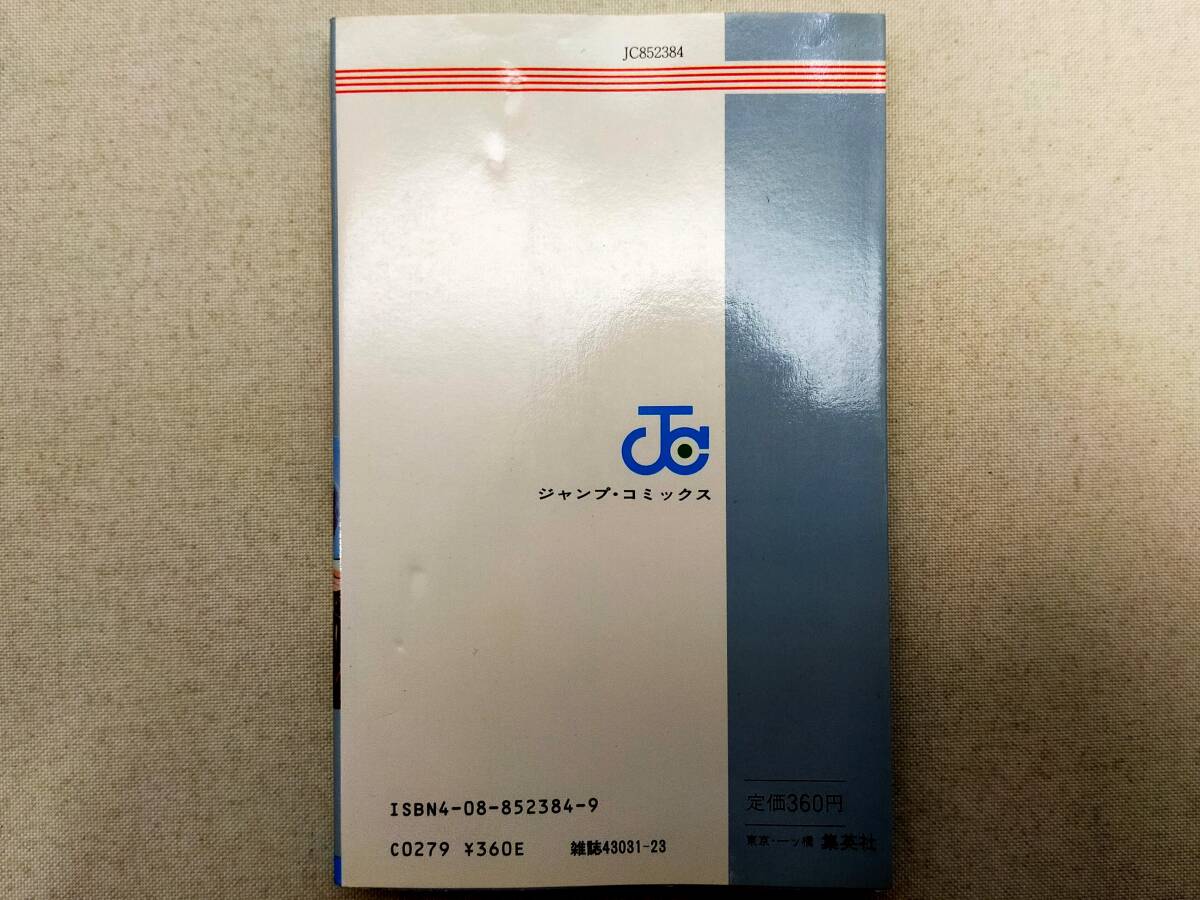 JC852384
JC
ジャンプ・コミックス
ISBN4-08-852384-9
C0279 ¥360E 雑誌43031-23
定価360円
東京・一ツ橋 集英社